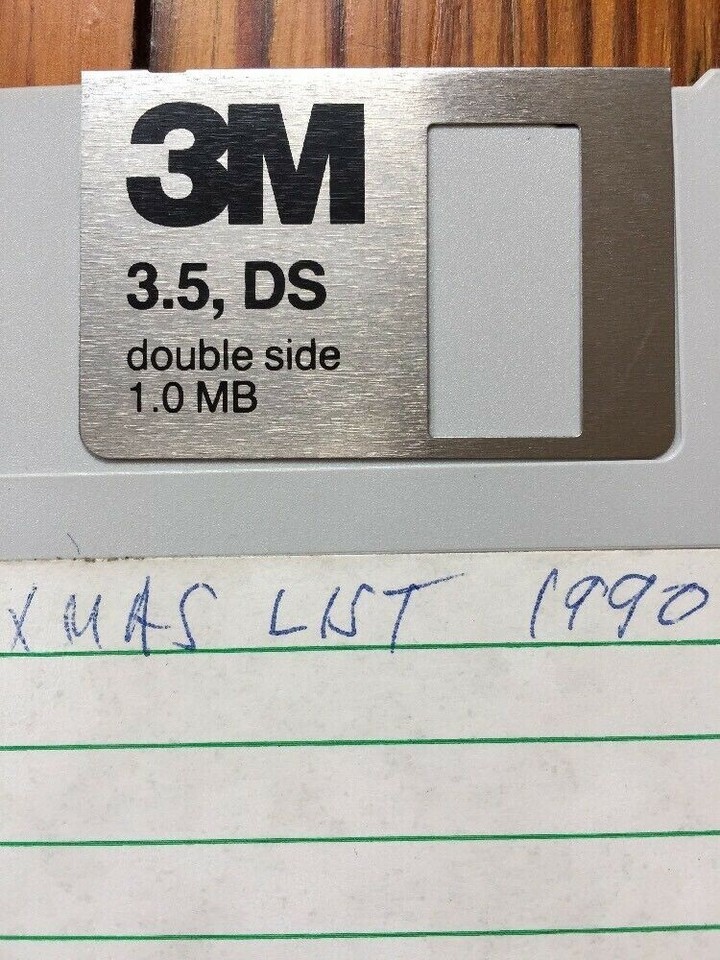 3M
3.5, DS
double side
1.0 MB
XMAS LIST 1990